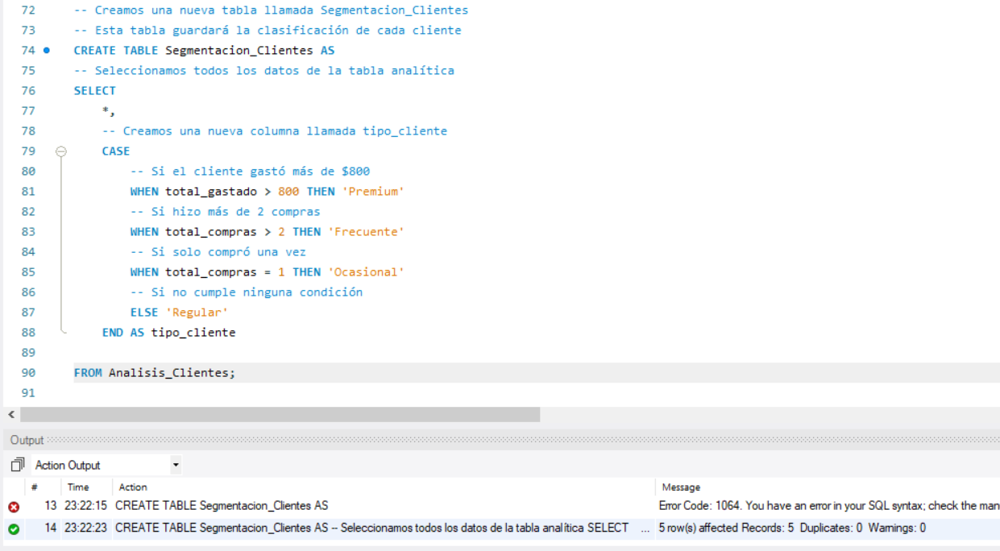 72 -- Creamos una nueva tabla llamada Segmentacion_Clientes
73 -- Esta tabla guardará la clasificación de cada cliente
74 CREATE TABLE Segmentacion_Clientes AS
75 -- Seleccionamos todos los datos de la tabla analítica
76 SELECT
77 *,
78 -- Creamos una nueva columna llamada tipo_cliente
79 CASE
80 -- Si el cliente gastó más de $800
81 WHEN total_gastado > 800 THEN 'Premium'
82 -- Si hizo más de 2 compras
83 WHEN total_compras > 2 THEN 'Frecuente'
84 -- Si solo compró una vez
85 WHEN total_compras = 1 THEN 'Ocasional'
86 -- Si no cumple ninguna condición
87 ELSE 'Regular'
88 END AS tipo_cliente
89
90 FROM Analisis_Clientes;
91
Output
Action Output
# Time Action Message
13 23:22:15 CREATE TABLE Segmentacion_Clientes AS Error Code: 1064. You have an error in your SQL syntax; check the man
14 23:22:23 CREATE TABLE Segmentacion_Clientes AS -- Seleccionamos todos los datos de la tabla analítica SELECT ... 5 row(s) affected Records: 5 Duplicates: 0 Warnings: 0